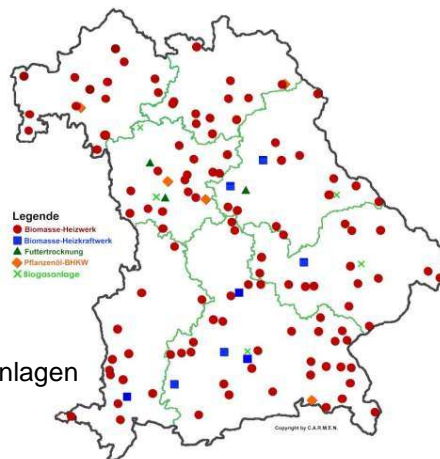 Legende
Biomasse-Heizwerk
Biomasse-Heizkraftwerk
Futtertrocknung
Pflanzenöl-BHKW
Biogasanlage
nlagen
Copyright by C.A.R.M.E.N.